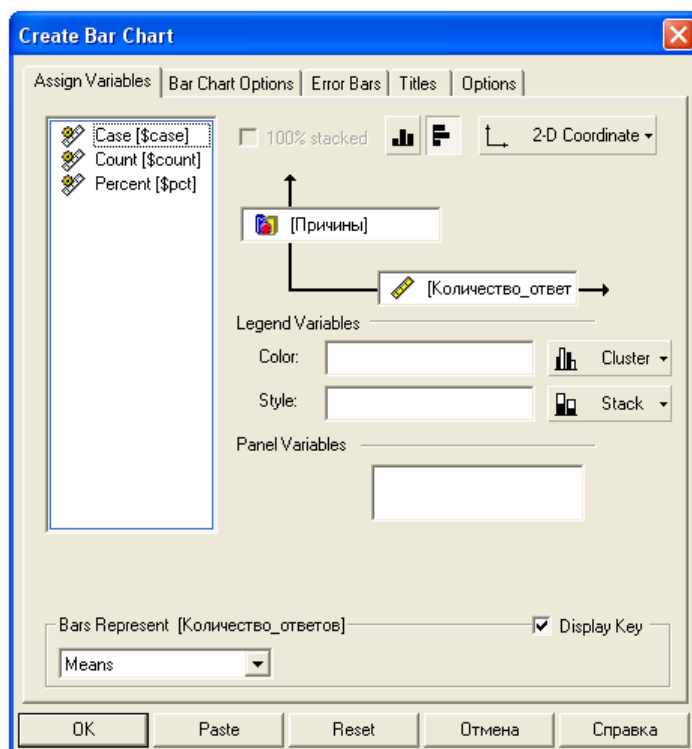 Create Bar Chart
Assign Variables Bar Chart Options Error Bars Titles Options
Case [$case]
Count [$count]
Percent [$pct]
100% stacked
2-D Coordinate
[Причины]
[Количество_ответ
Legend Variables
Color:
Cluster
Style:
Stack
Panel Variables
Bars Represent [Количество_ответов]
Display Key
Means
OK Paste Reset Отмена Справка